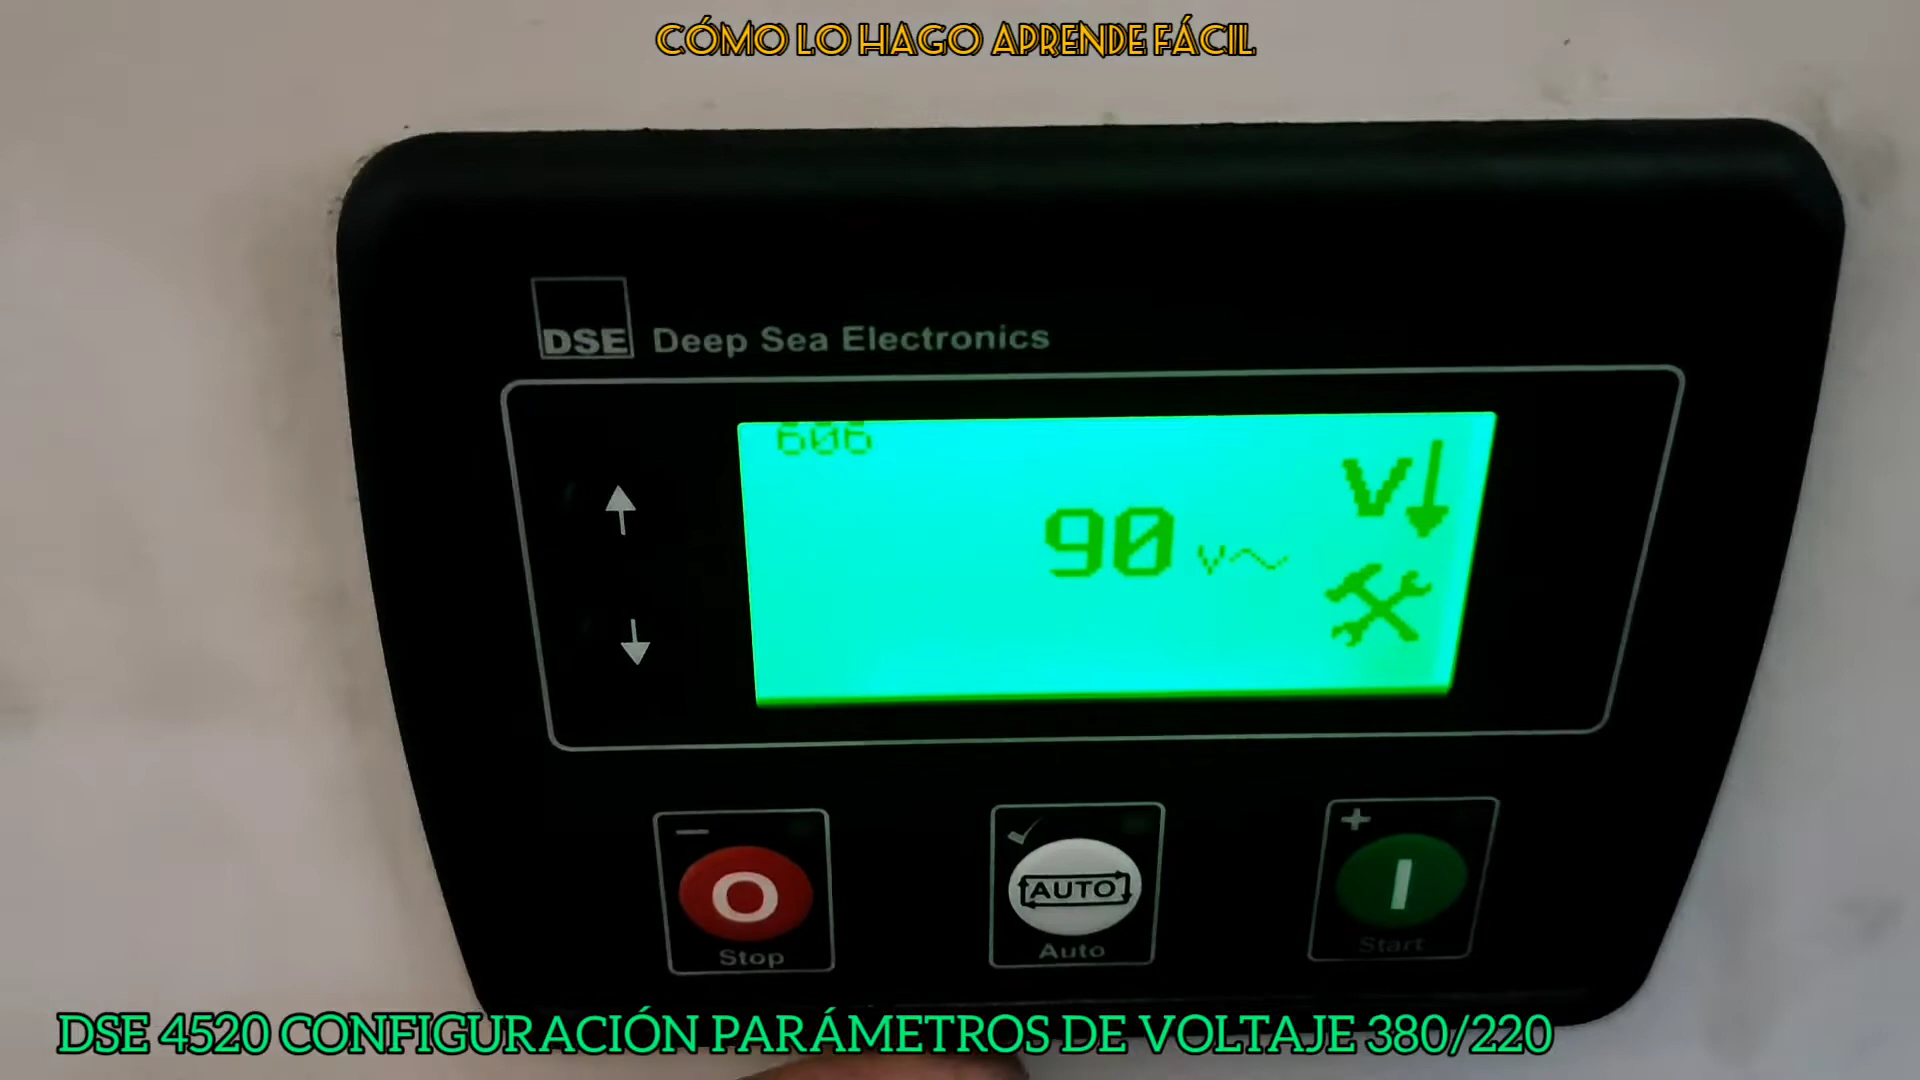 CÓMO LO HAGO APRENDE FÁCIL
DSE Deep Sea Electronics
606
V
90 V
O
AUTO
I
Stop
Auto
Start
DSE 4520 CONFIGURACIÓN PARÁMETROS DE VOLTAJE 380/220